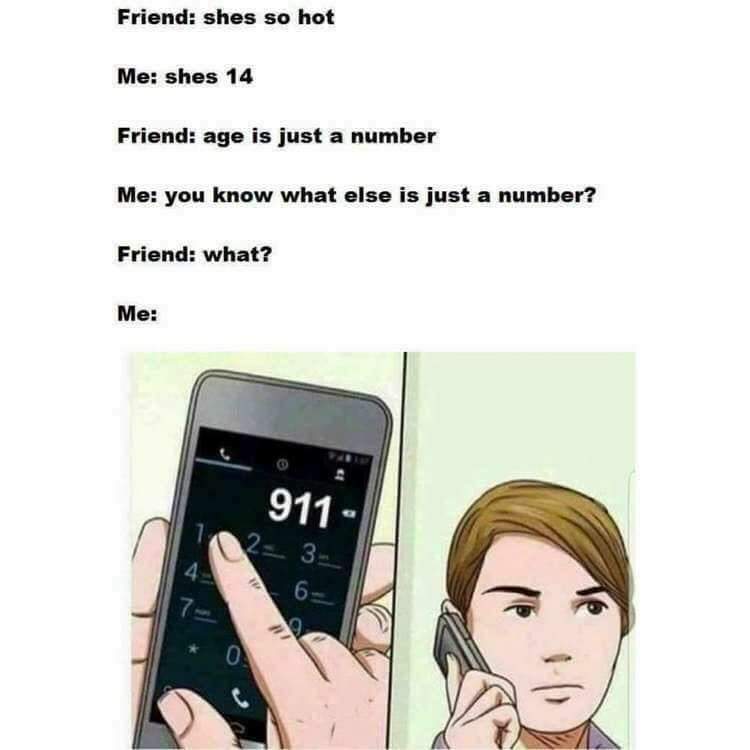 Friend: shes so hot
Me: shes 14
Friend: age is just a number
Me: you know what else is just a number?
Friend: what?
Me:
911
1
2
3
4
6
7
9
*
0